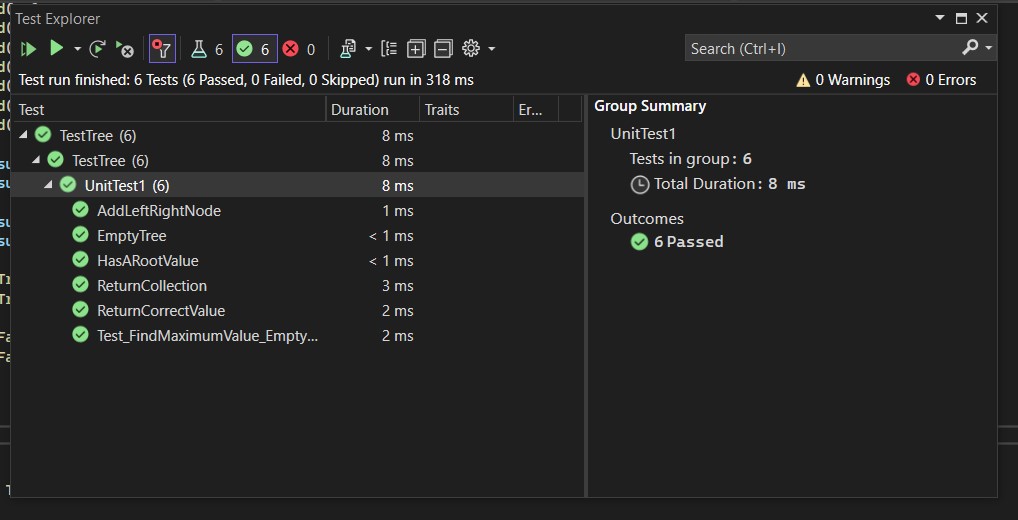 Test Explorer
6 6 0
Search (Ctrl+I)
Test run finished: 6 Tests (6 Passed, 0 Failed, 0 Skipped) run in 318 ms
0 Warnings 0 Errors
Test Duration Traits Er...
TestTree (6) 8 ms
TestTree (6) 8 ms
UnitTest1 (6) 8 ms
AddLeftRightNode 1 ms
EmptyTree < 1 ms
HasARootValue < 1 ms
ReturnCollection 3 ms
ReturnCorrectValue 2 ms
Test_FindMaximumValue_Empty... 2 ms
Group Summary
UnitTest1
Tests in group: 6
Total Duration: 8 ms
Outcomes
6 Passed